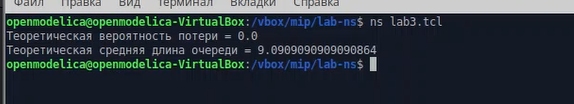 Файл Правка Вид Терминал Вкладки Справка
openmodelica@openmodelica-VirtualBox:/vbox/mip/lab-ns$ ns lab3.tcl
Теоретическая вероятность потери = 0.0
Теоретическая средняя длина очереди = 9.0909090909090864
openmodelica@openmodelica-VirtualBox:/vbox/mip/lab-ns$